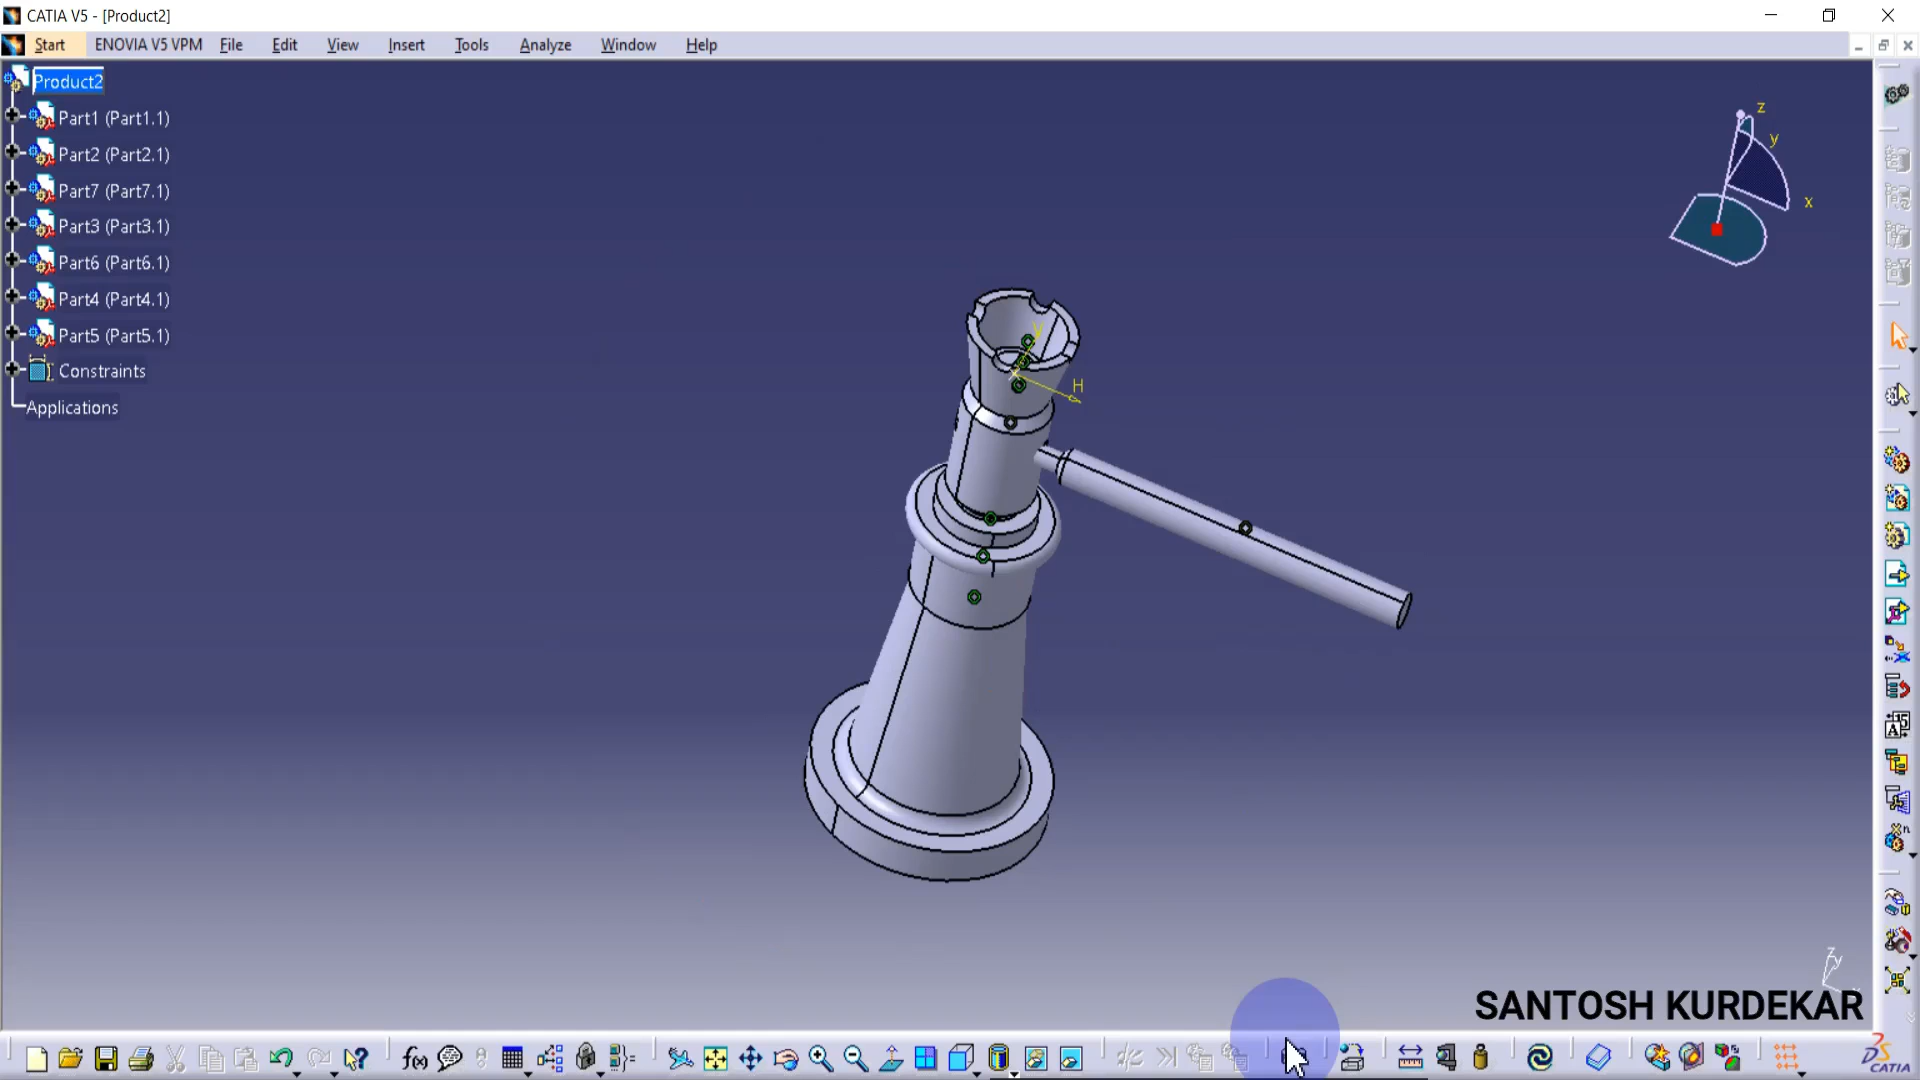 CATIA V5 - [Product2]
Start ENOVIA V5 VPM File Edit View Insert Tools Analyze Window Help
Product2
Part1 (Part1.1)
Part2 (Part2.1)
Part7 (Part7.1)
Part3 (Part3.1)
Part6 (Part6.1)
Part4 (Part4.1)
Part5 (Part5.1)
Constraints
Applications
z
y
x
V
H
z
y
SANTOSH KURDEKAR
f(x)
CATIA